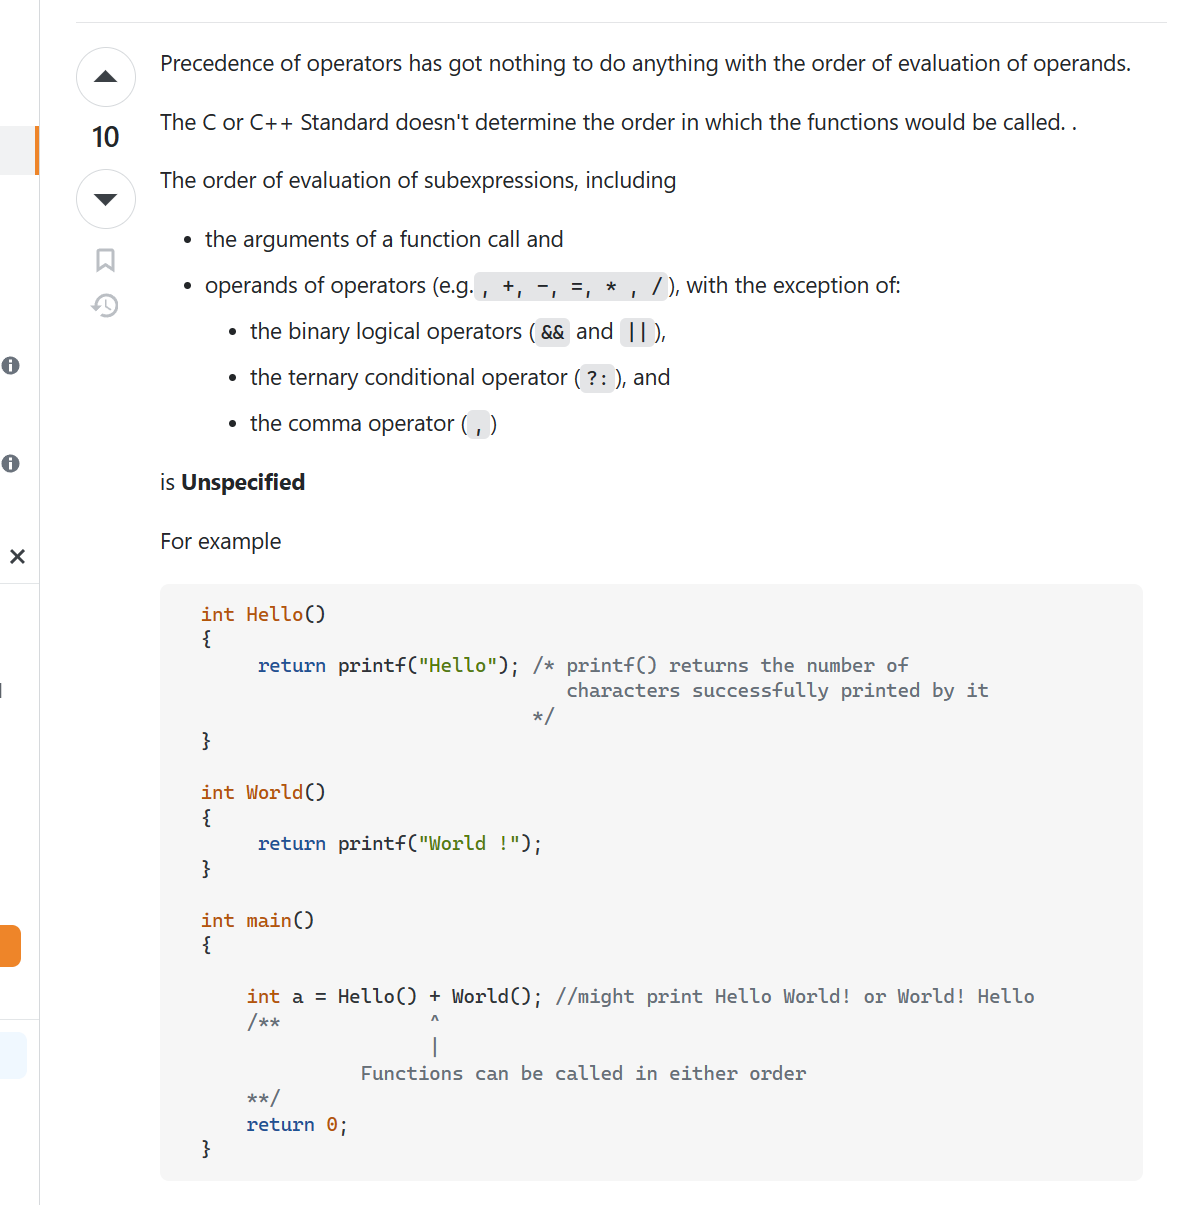 Precedence of operators has got nothing to do anything with the order of evaluation of operands.
10
The C or C++ Standard doesn't determine the order in which the functions would be called. .
The order of evaluation of subexpressions, including
• the arguments of a function call and
• operands of operators (e.g. , +, −, =, * , /), with the exception of:
• the binary logical operators ( && and || ),
• the ternary conditional operator ( ?: ), and
• the comma operator ( , )
is Unspecified
For example
int Hello()
{
     return printf("Hello"); /* printf() returns the number of
                                characters successfully printed by it
                             */
}
int World()
{
     return printf("World !");
}
int main()
{
    int a = Hello() + World(); //might print Hello World! or World! Hello
    /**             ^
                    |
              Functions can be called in either order
    **/
    return 0;
}